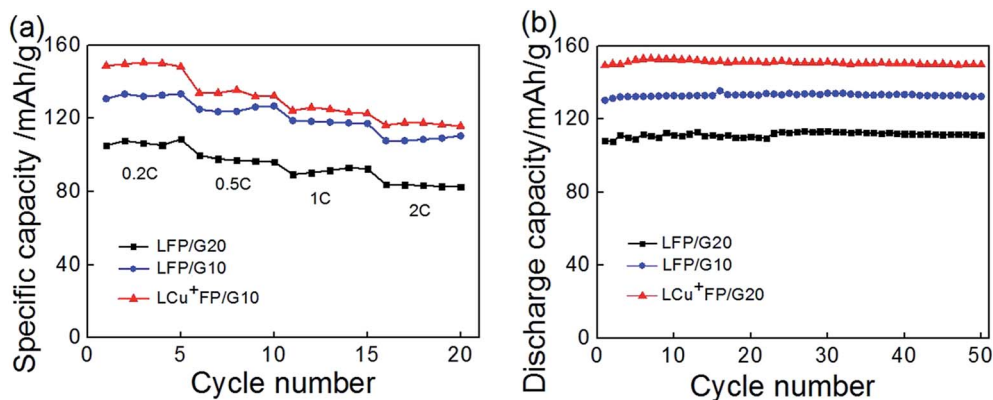 (a)
Specific capacity /mAh/g
160
120
80
40
0
0.2C
0.5C
1C
2C
LFP/G20
LFP/G10
LCu+FP/G10
0 5 10 15 20
Cycle number
(b)
Discharge capacity/mAh/g
160
120
80
40
0
LFP/G20
LFP/G10
LCu+FP/G20
0 10 20 30 40 50
Cycle number